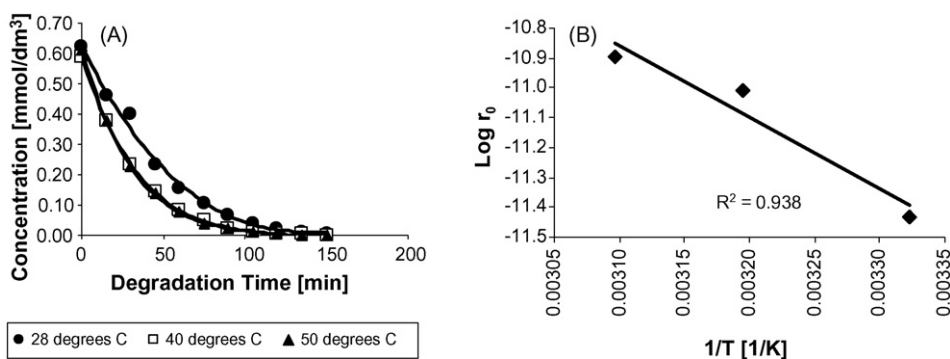 (A)
Concentration [mmol/dm³]
0.70
0.60
0.50
0.40
0.30
0.20
0.10
0.00
0 50 100 150 200
Degradation Time [min]
28 degrees C 40 degrees C 50 degrees C
(B)
Log r₀
-10.8
-10.9
-11.0
-11.1
-11.2
-11.3
-11.4
-11.5
R² = 0.938
0.00305 0.00310 0.00315 0.00320 0.00325 0.00330 0.00335
1/T [1/K]